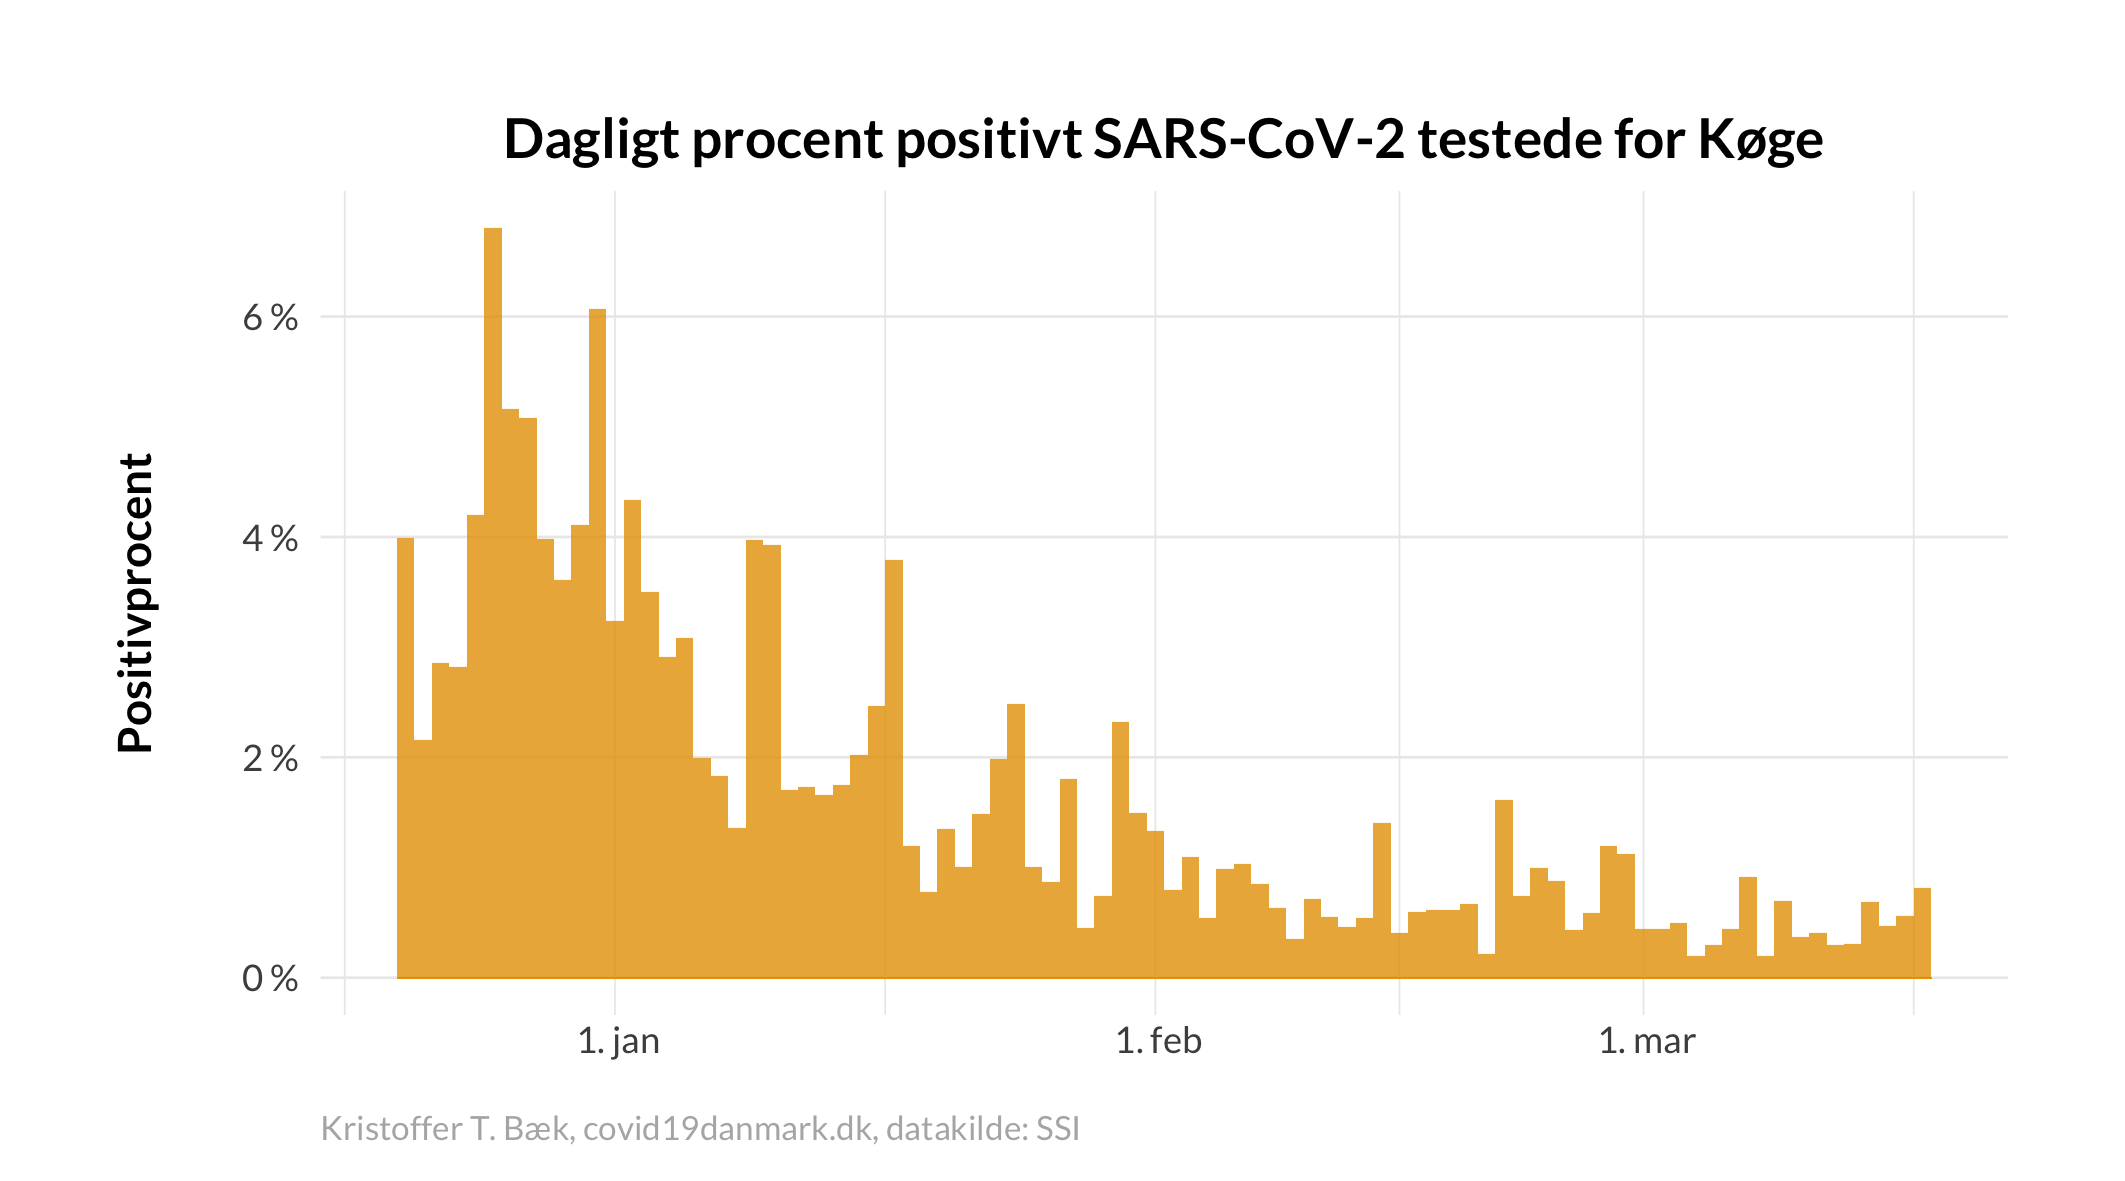 Dagligt procent positivt SARS-CoV-2 testede for Køge
Positivprocent
6 %
4 %
2 %
0 %
1. jan
1. feb
1. mar
Kristoffer T. Bæk, covid19danmark.dk, datakilde: SSI